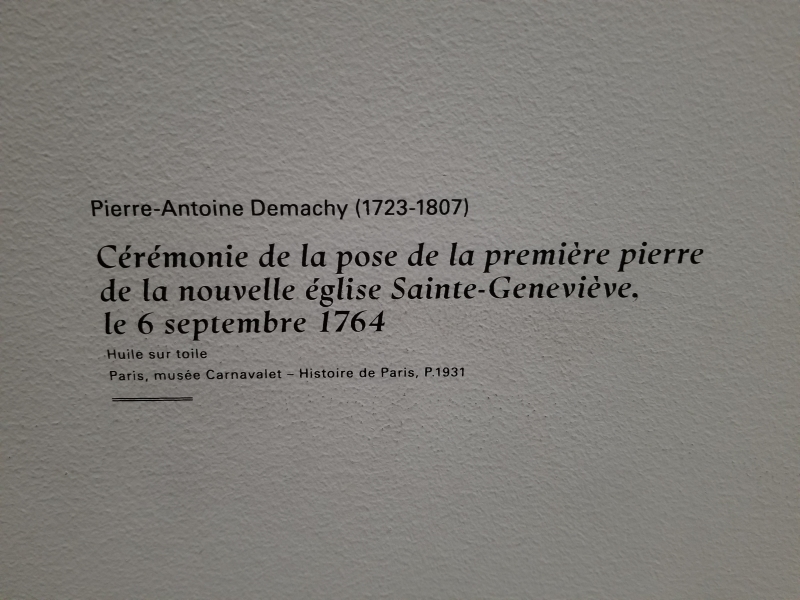 Pierre-Antoine Demachy (1723-1807)
Cérémonie de la pose de la première pierre
de la nouvelle église Sainte-Geneviève,
le 6 septembre 1764
Huile sur toile
Paris, musée Carnavalet – Histoire de Paris, P.1931